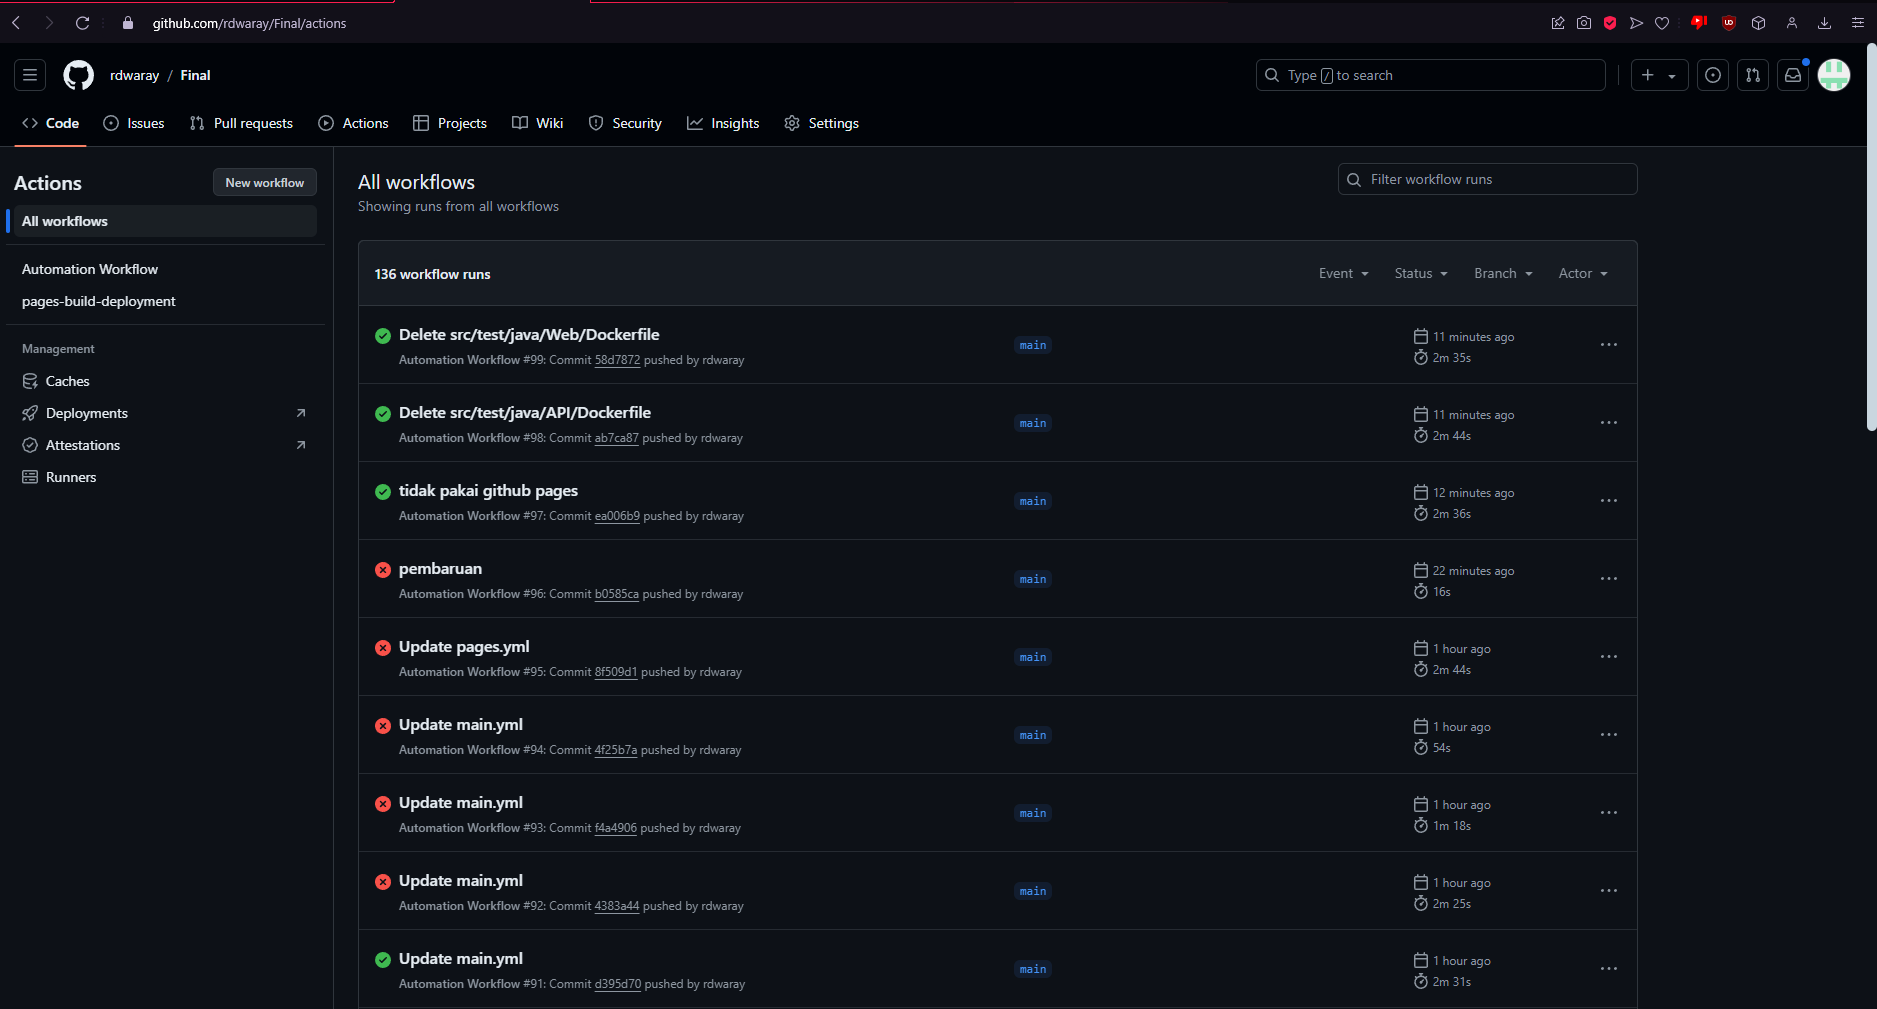 github.com/rdwaray/Final/actions
rdwaray / Final
Type / to search
Code
Issues
Pull requests
Actions
Projects
Wiki
Security
Insights
Settings
Actions
New workflow
All workflows
Automation Workflow
pages-build-deployment
Management
Caches
Deployments
Attestations
Runners
All workflows
Showing runs from all workflows
Filter workflow runs
136 workflow runs
Event
Status
Branch
Actor
Delete src/test/java/Web/Dockerfile
Automation Workflow #99: Commit 58d7872 pushed by rdwaray
main
11 minutes ago
2m 35s
Delete src/test/java/API/Dockerfile
Automation Workflow #98: Commit ab7ca87 pushed by rdwaray
main
11 minutes ago
2m 44s
tidak pakai github pages
Automation Workflow #97: Commit ea006b9 pushed by rdwaray
main
12 minutes ago
2m 36s
pembaruan
Automation Workflow #96: Commit b0585ca pushed by rdwaray
main
22 minutes ago
16s
Update pages.yml
Automation Workflow #95: Commit 8f509d1 pushed by rdwaray
main
1 hour ago
2m 44s
Update main.yml
Automation Workflow #94: Commit 4f25b7a pushed by rdwaray
main
1 hour ago
54s
Update main.yml
Automation Workflow #93: Commit f4a4906 pushed by rdwaray
main
1 hour ago
1m 18s
Update main.yml
Automation Workflow #92: Commit 4383a44 pushed by rdwaray
main
1 hour ago
2m 25s
Update main.yml
Automation Workflow #91: Commit d395d70 pushed by rdwaray
main
1 hour ago
2m 31s